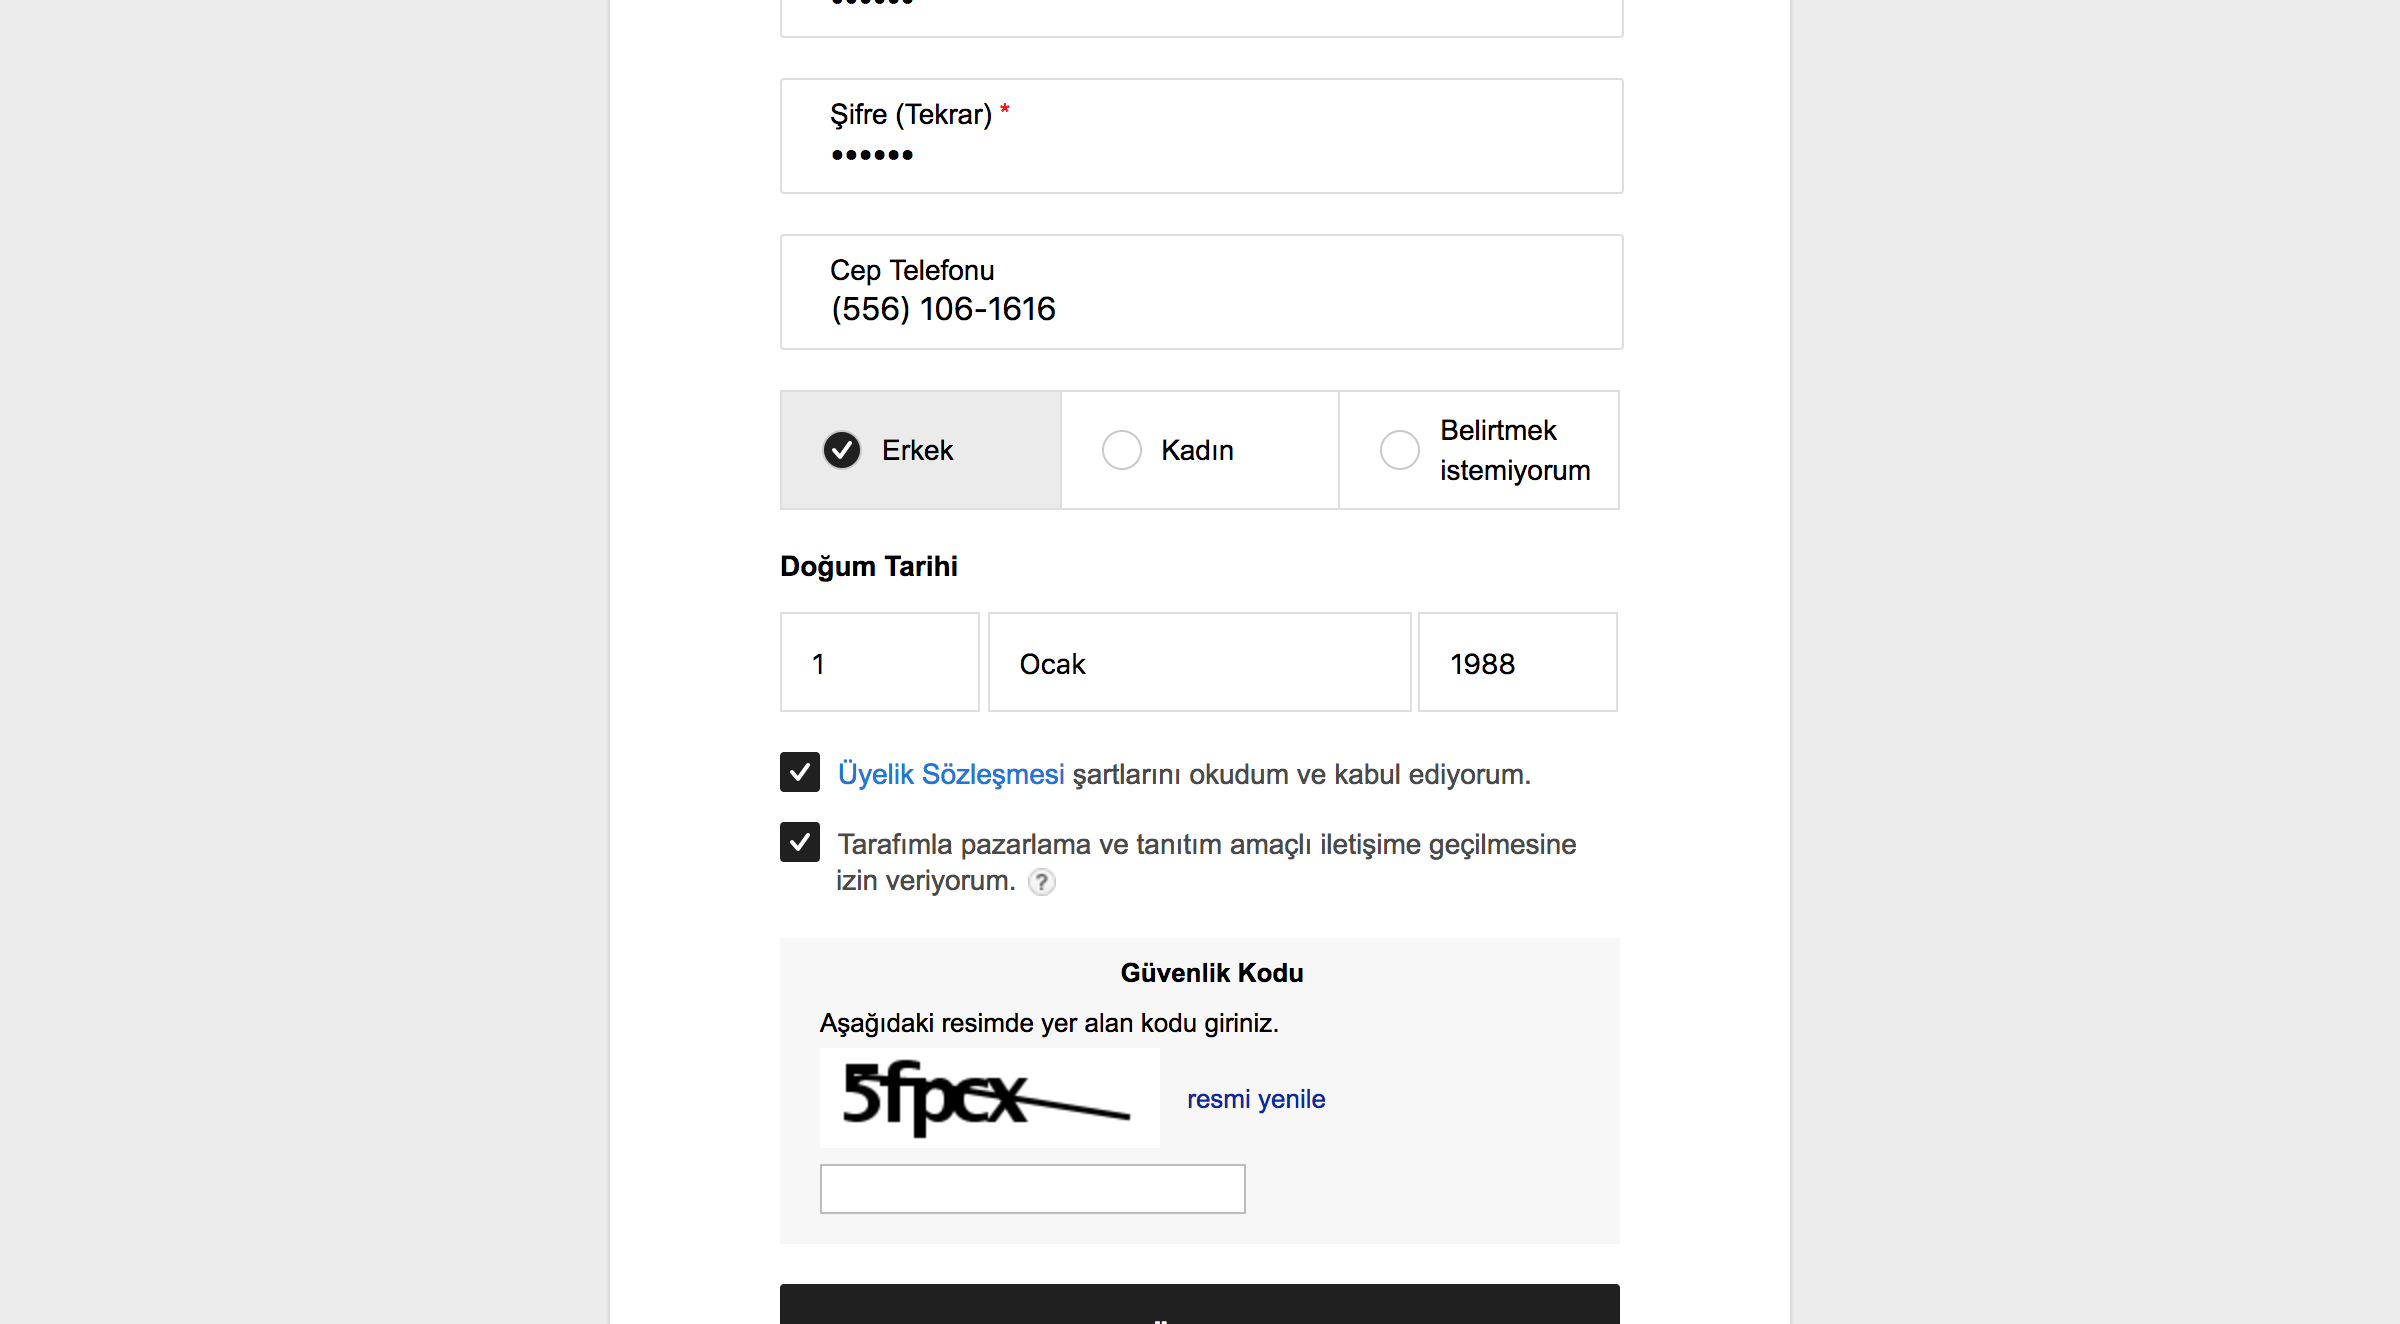 ••••••
Şifre (Tekrar) *
••••••
Cep Telefonu
(556) 106-1616
Erkek
Kadın
Belirtmek
istemiyorum
Doğum Tarihi
1
Ocak
1988
Üyelik Sözleşmesi şartlarını okudum ve kabul ediyorum.
Tarafımla pazarlama ve tanıtım amaçlı iletişime geçilmesine
izin veriyorum. ?
Güvenlik Kodu
Aşağıdaki resimde yer alan kodu giriniz.
5fpcx
resmi yenile